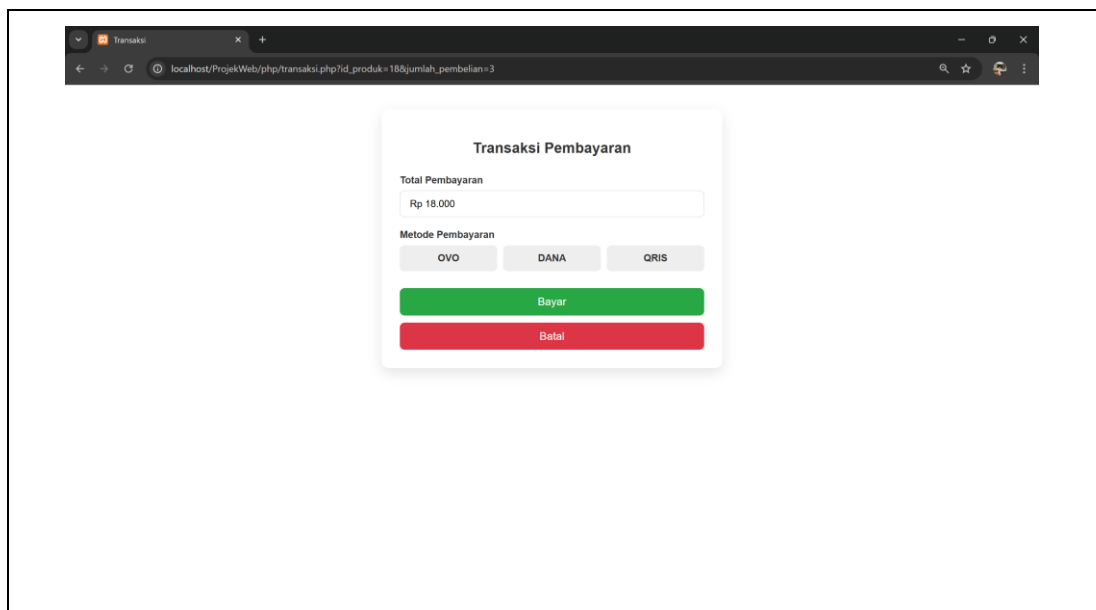 Transaksi
localhost/ProjekWeb/php/transaksi.php?id_produk=18&jumlah_pembelian=3
Transaksi Pembayaran
Total Pembayaran
Rp 18.000
Metode Pembayaran
OVO DANA QRIS
Bayar
Batal